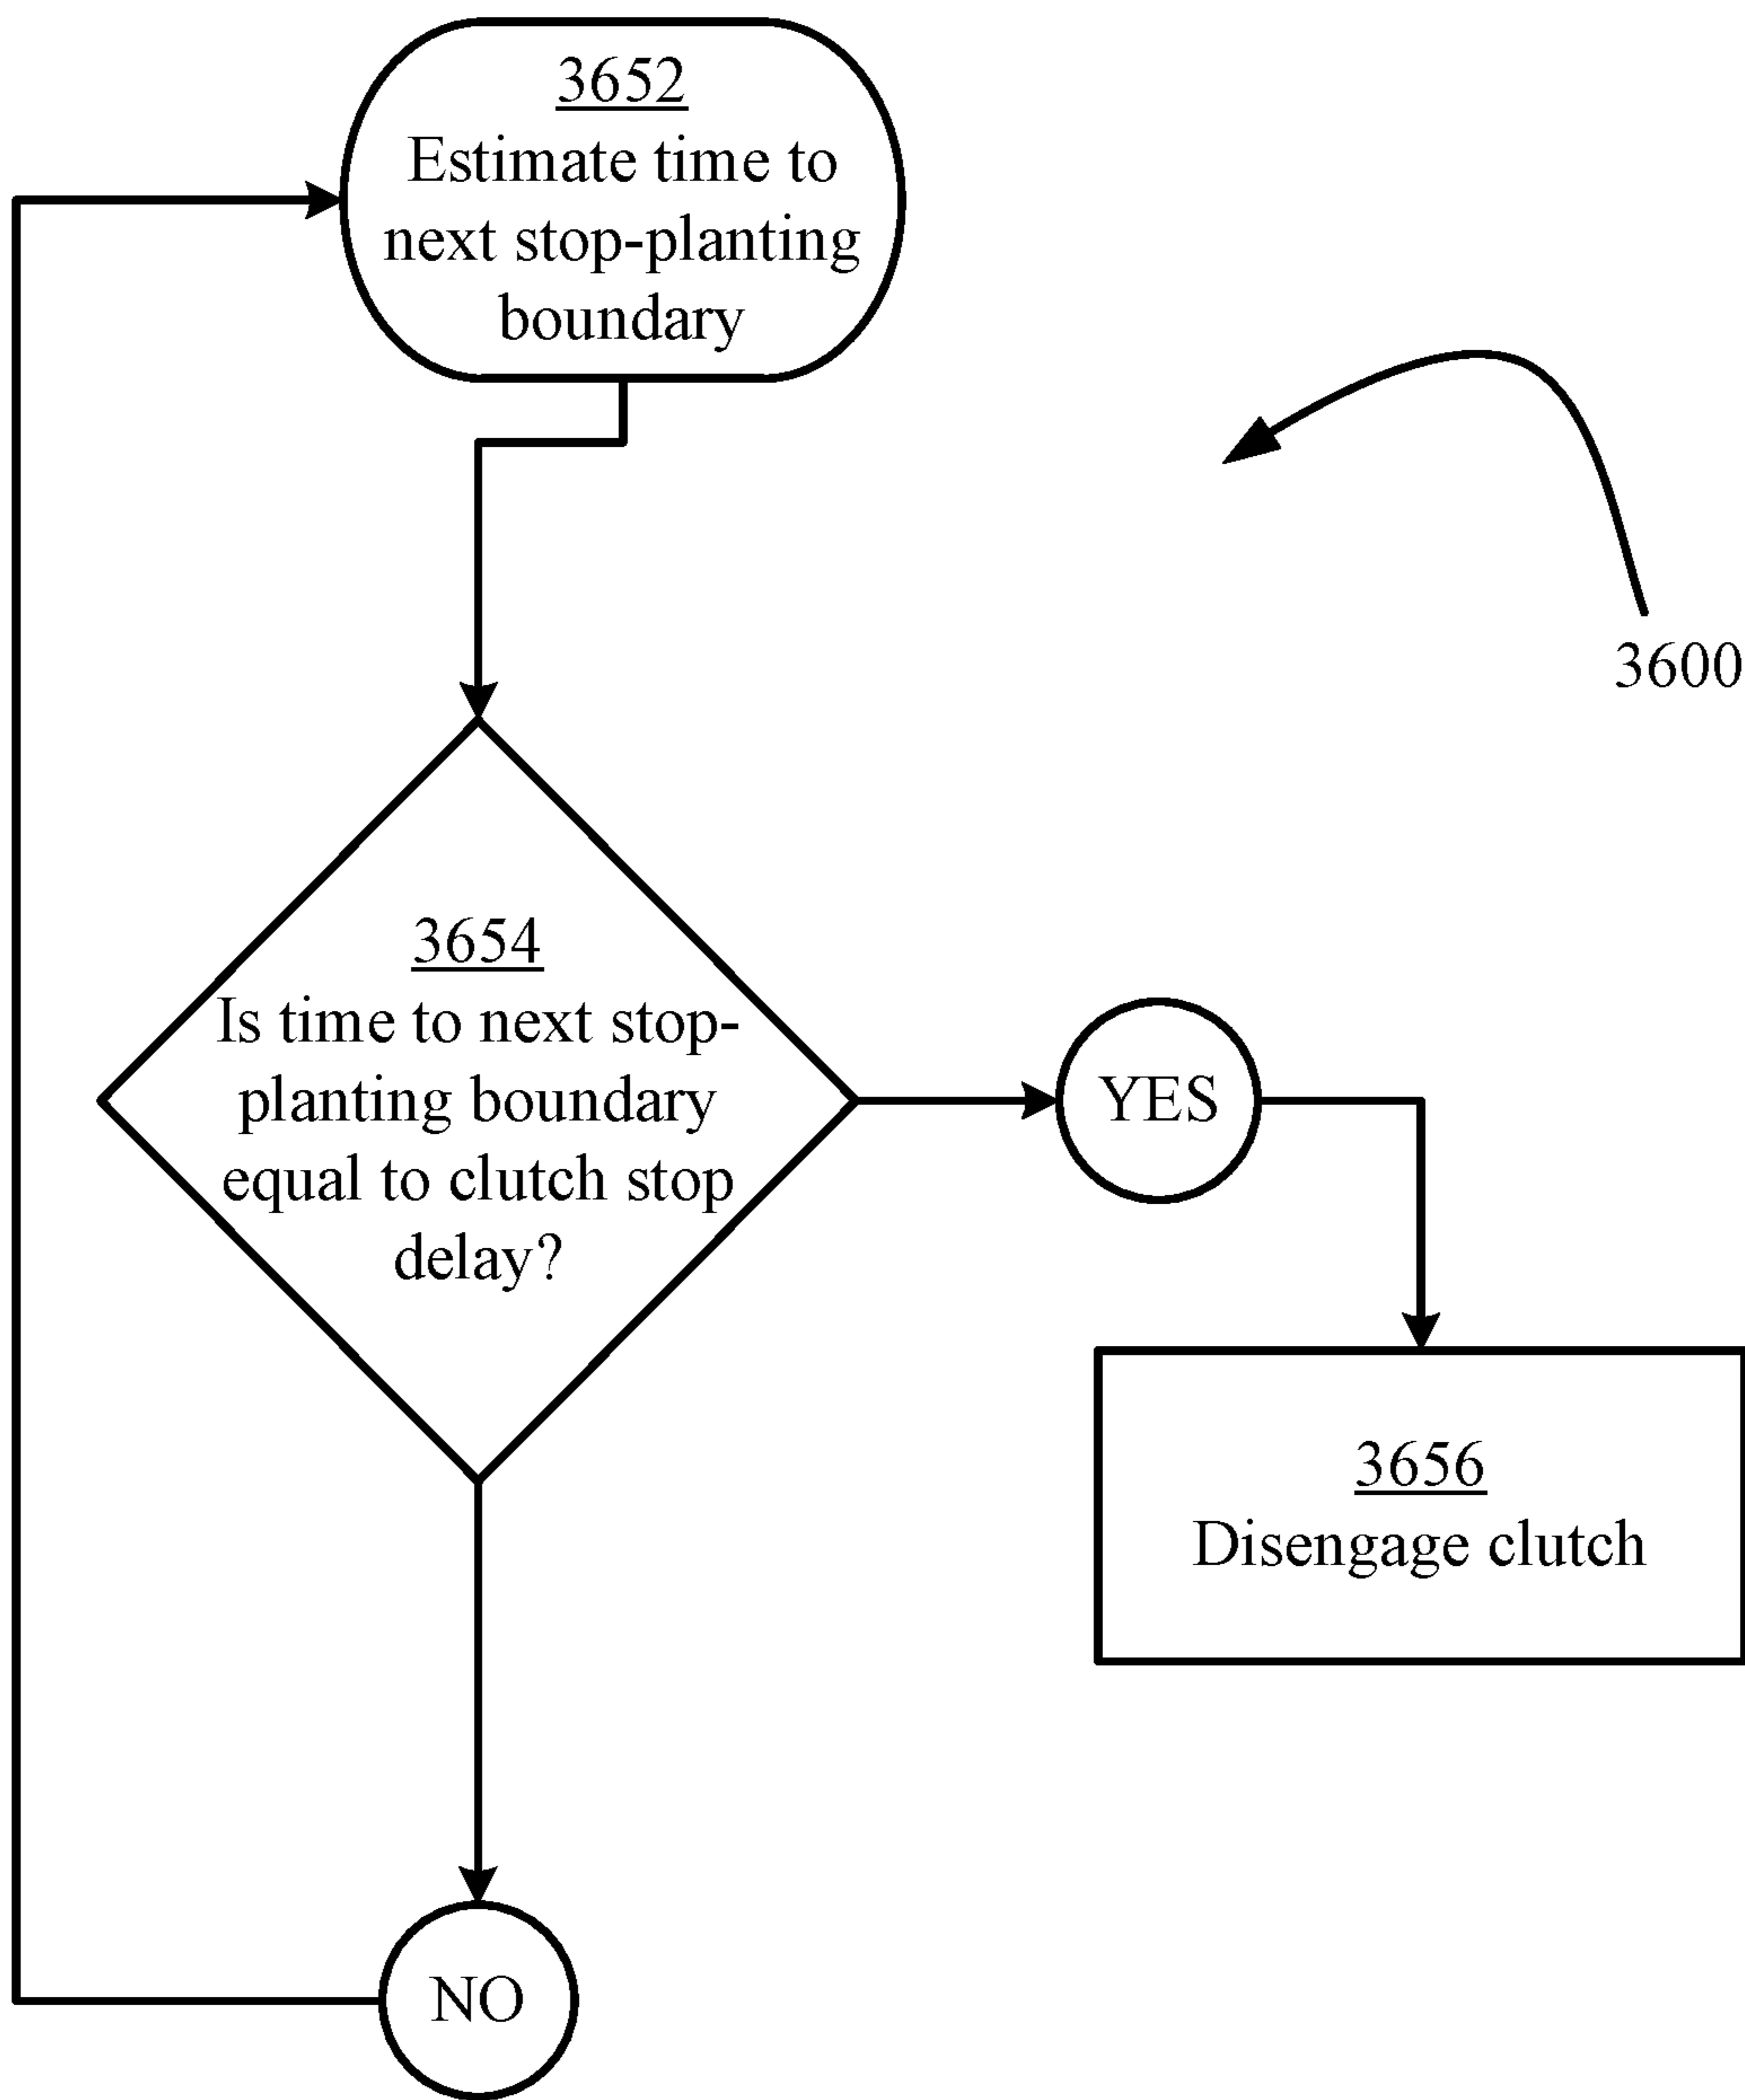 3652
Estimate time to
next stop-planting
boundary
3600
3654
Is time to next stop-
planting boundary
equal to clutch stop
delay?
YES
3656
Disengage clutch
NO